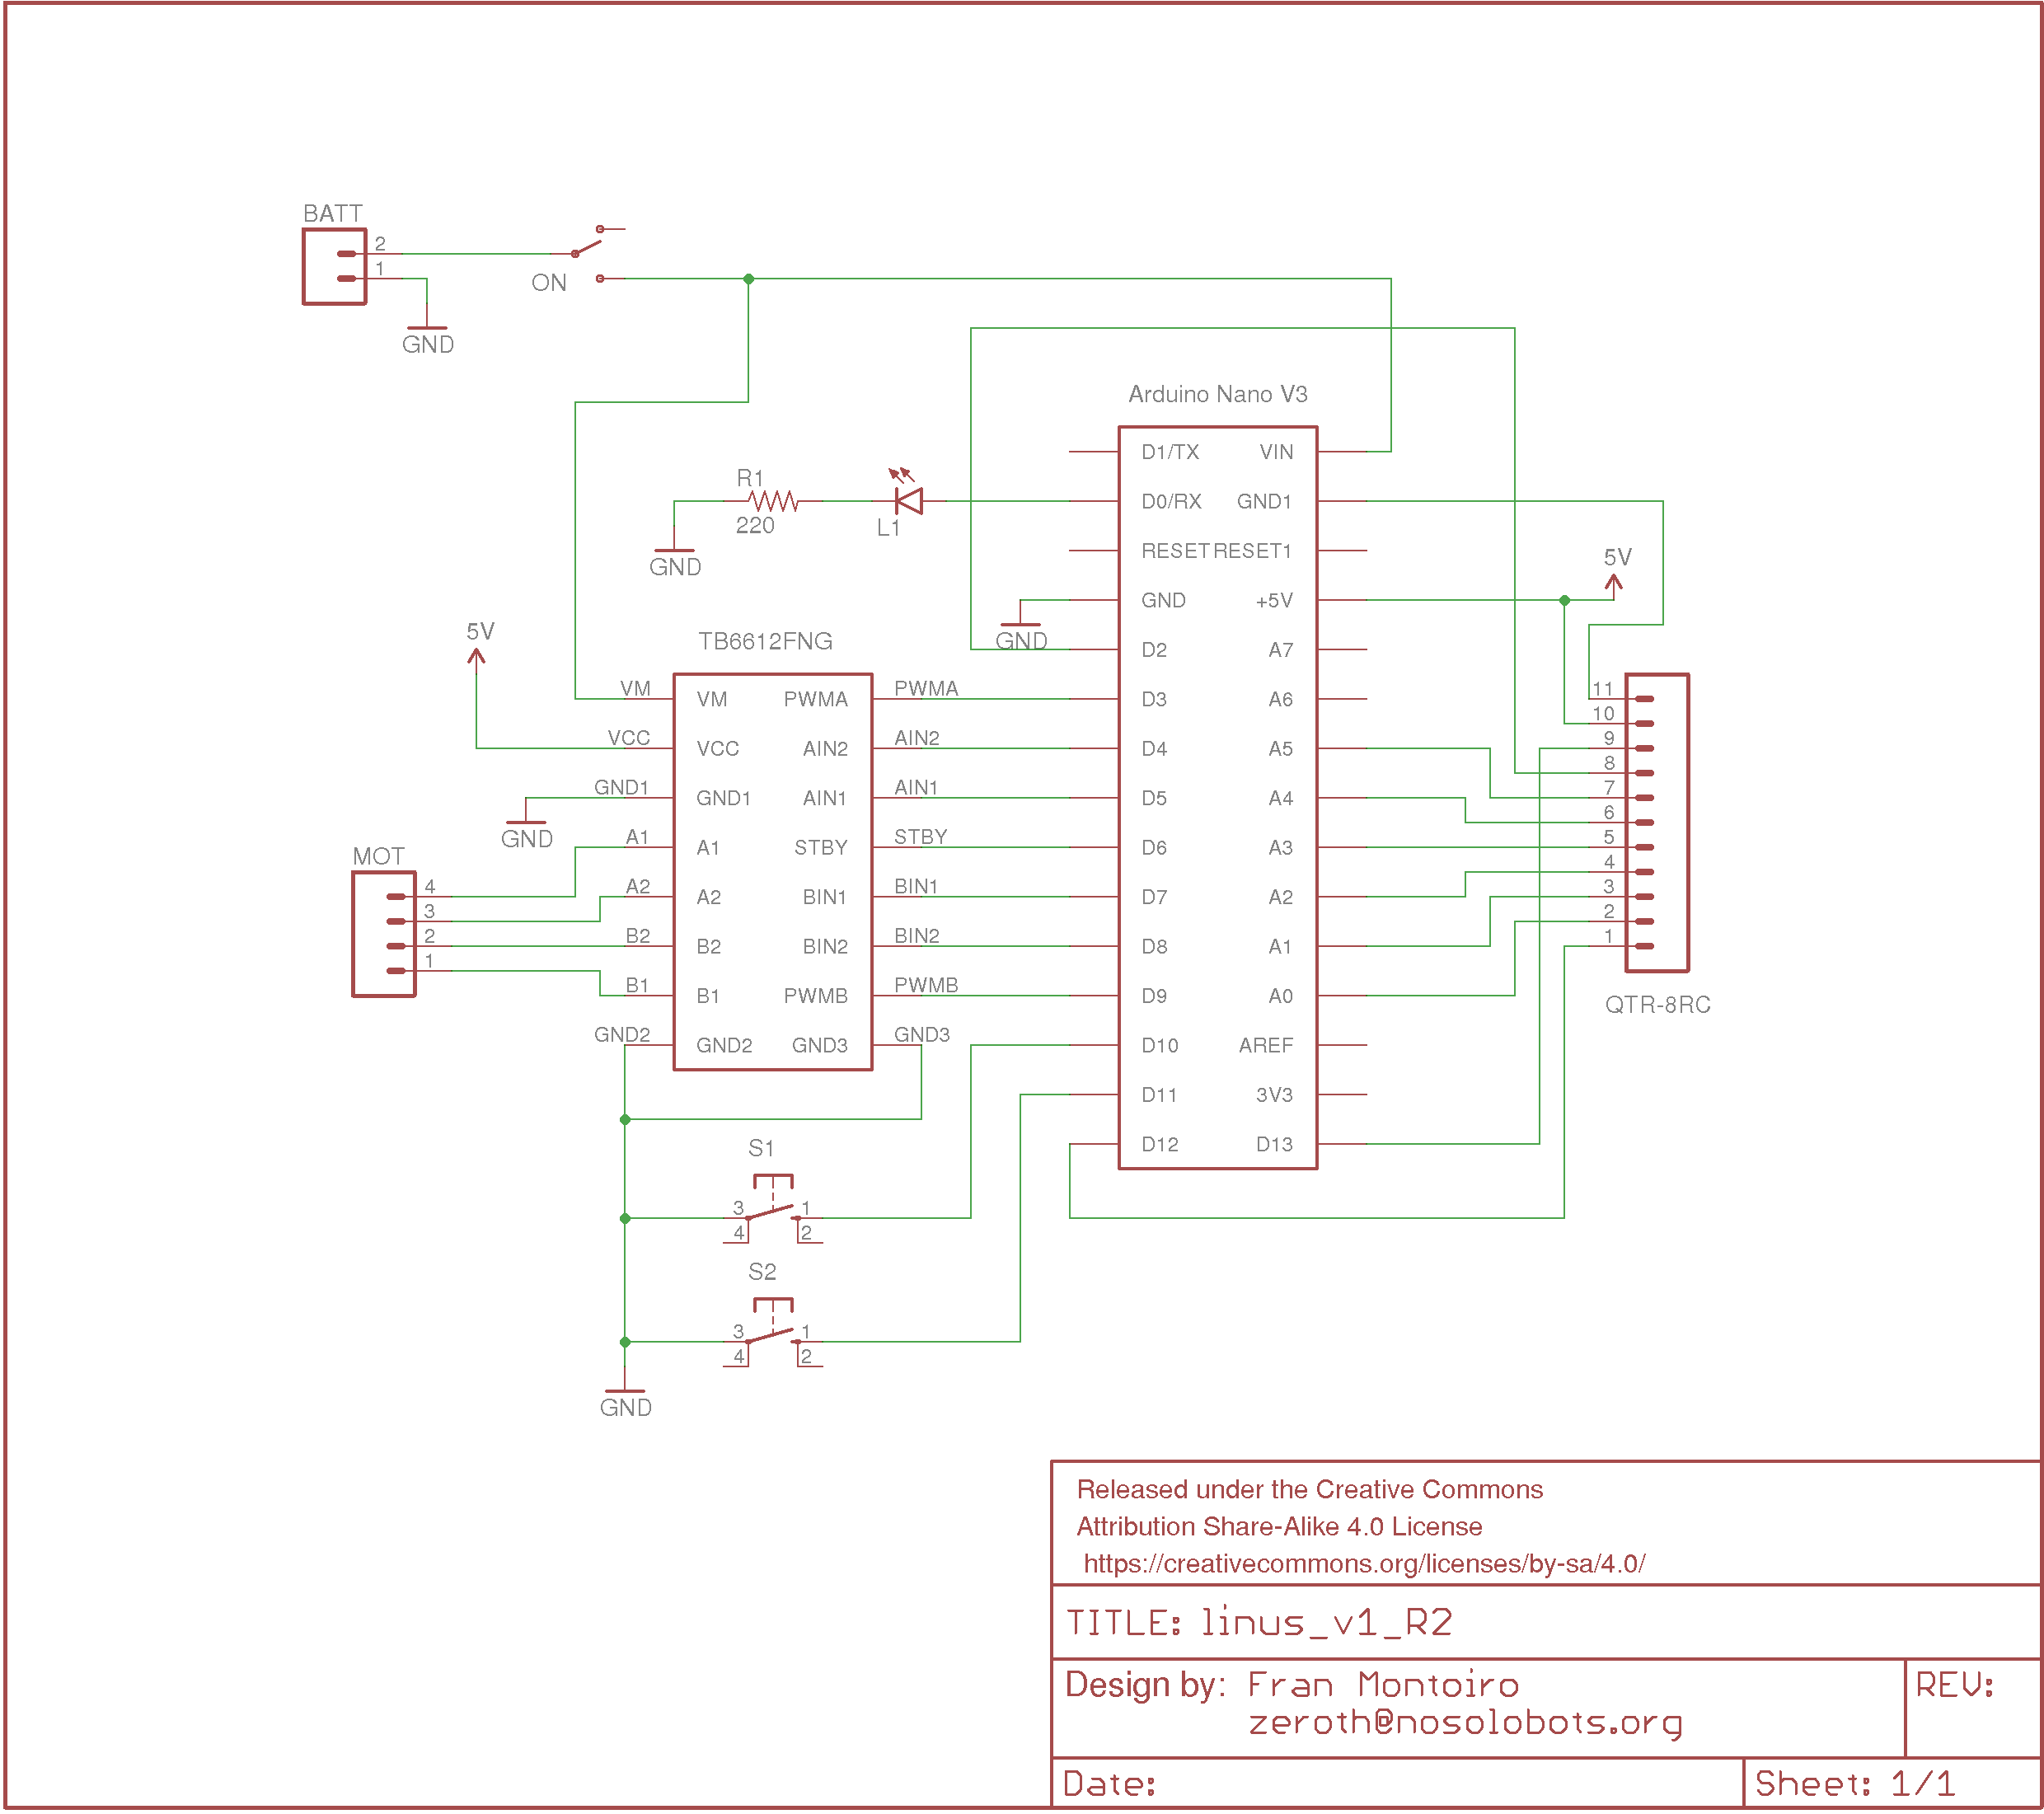 BATT
2
1
ON
GND
Arduino Nano V3
D1/TX VIN
R1
220
L1
D0/RX GND1
GND
RESET RESET1
5V
GND +5V
GND
5V
TB6612FNG
D2 A7
VM VM PWMA PWMA D3 A6
VCC VCC AIN2 AIN2 D4 A5
GND1 GND1 AIN1 AIN1 D5 A4
GND
A1 A1 STBY STBY D6 A3
A2 A2 BIN1 BIN1 D7 A2
B2 B2 BIN2 BIN2 D8 A1
B1 B1 PWMB PWMB D9 A0
GND2 GND2 GND3 GND3 D10 AREF
D11 3V3
D12 D13
MOT
4
3
2
1
11
10
9
8
7
6
5
4
3
2
1
QTR-8RC
S1
3 1
4 2
S2
3 1
4 2
GND
Released under the Creative Commons
Attribution Share-Alike 4.0 License
https://creativecommons.org/licenses/by-sa/4.0/
TITLE: linus_v1_R2
Design by: Fran Montoiro
zeroth@nosolobots.org
REV:
Date:
Sheet: 1/1